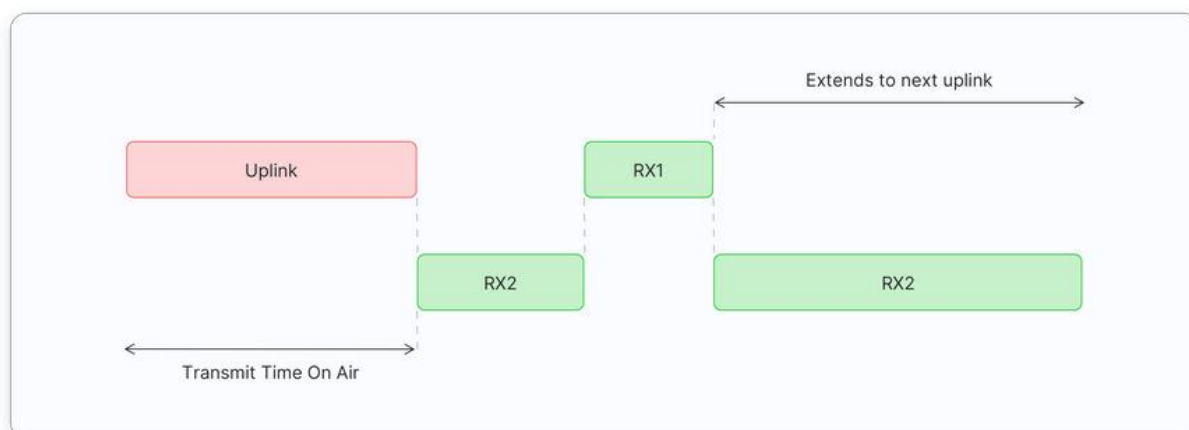 Extends to next uplink
Uplink
RX1
RX2
RX2
Transmit Time On Air